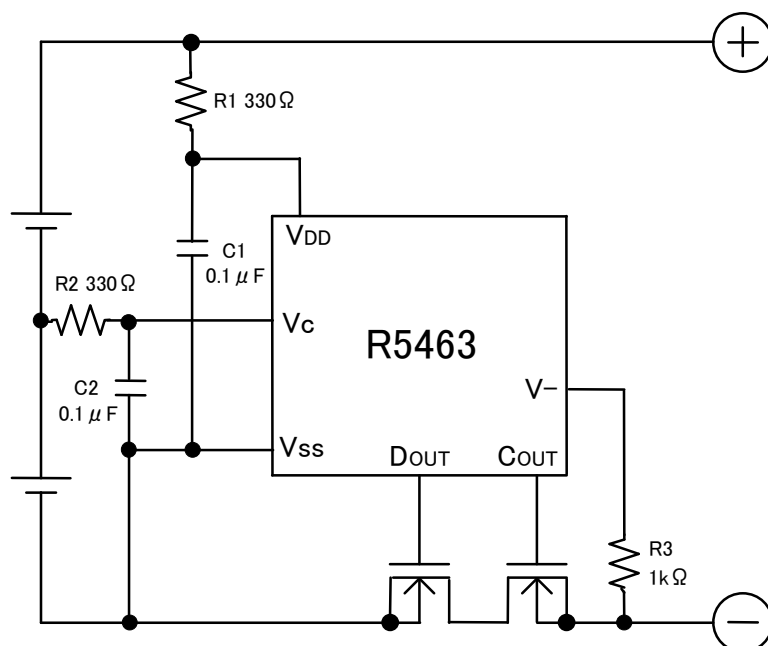 +
R1 330Ω
VDD
C1
0.1μF
R2 330Ω
VC
R5463
C2
0.1μF
V-
VSS
DOUT
COUT
R3
1kΩ
−